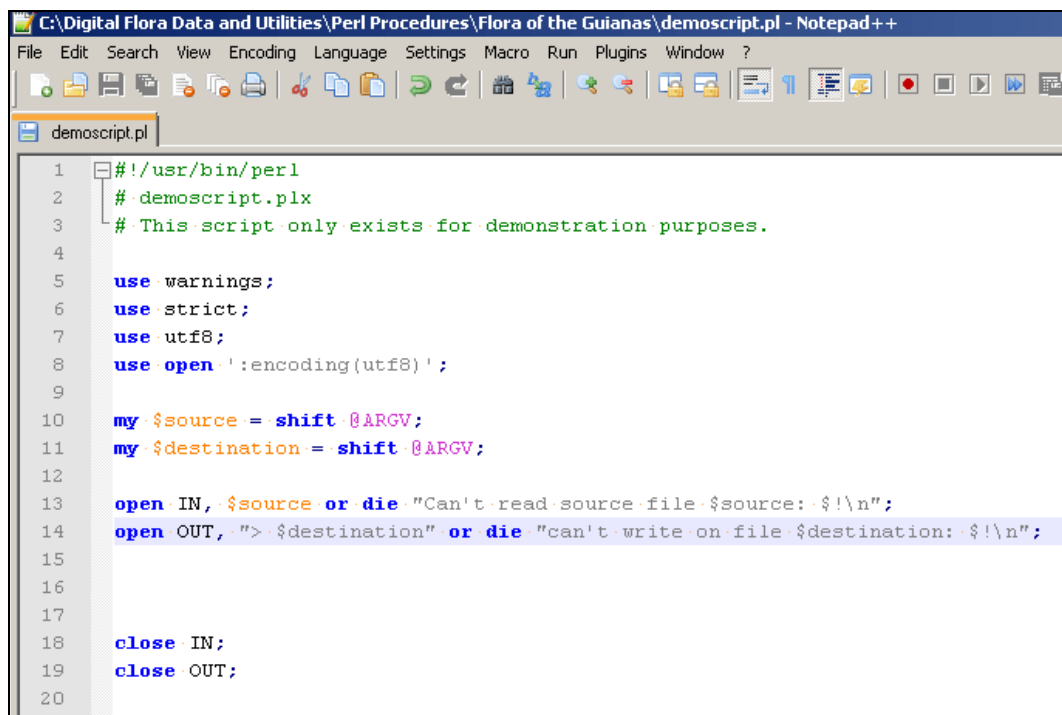 C:\Digital Flora Data and Utilities\Perl Procedures\Flora of the Guianas\demoscript.pl - Notepad++
File Edit Search View Encoding Language Settings Macro Run Plugins Window ?
demoscript.pl
1 #!/usr/bin/perl
2 # demoscript.plx
3 # This script only exists for demonstration purposes.
4
5 use warnings;
6 use strict;
7 use utf8;
8 use open ':encoding(utf8)';
9
10 my $source = shift @ARGV;
11 my $destination = shift @ARGV;
12
13 open IN, $source or die "Can't read source file $source: $!\n";
14 open OUT, "> $destination" or die "can't write on file $destination: $!\n";
15
16
17
18 close IN;
19 close OUT;
20